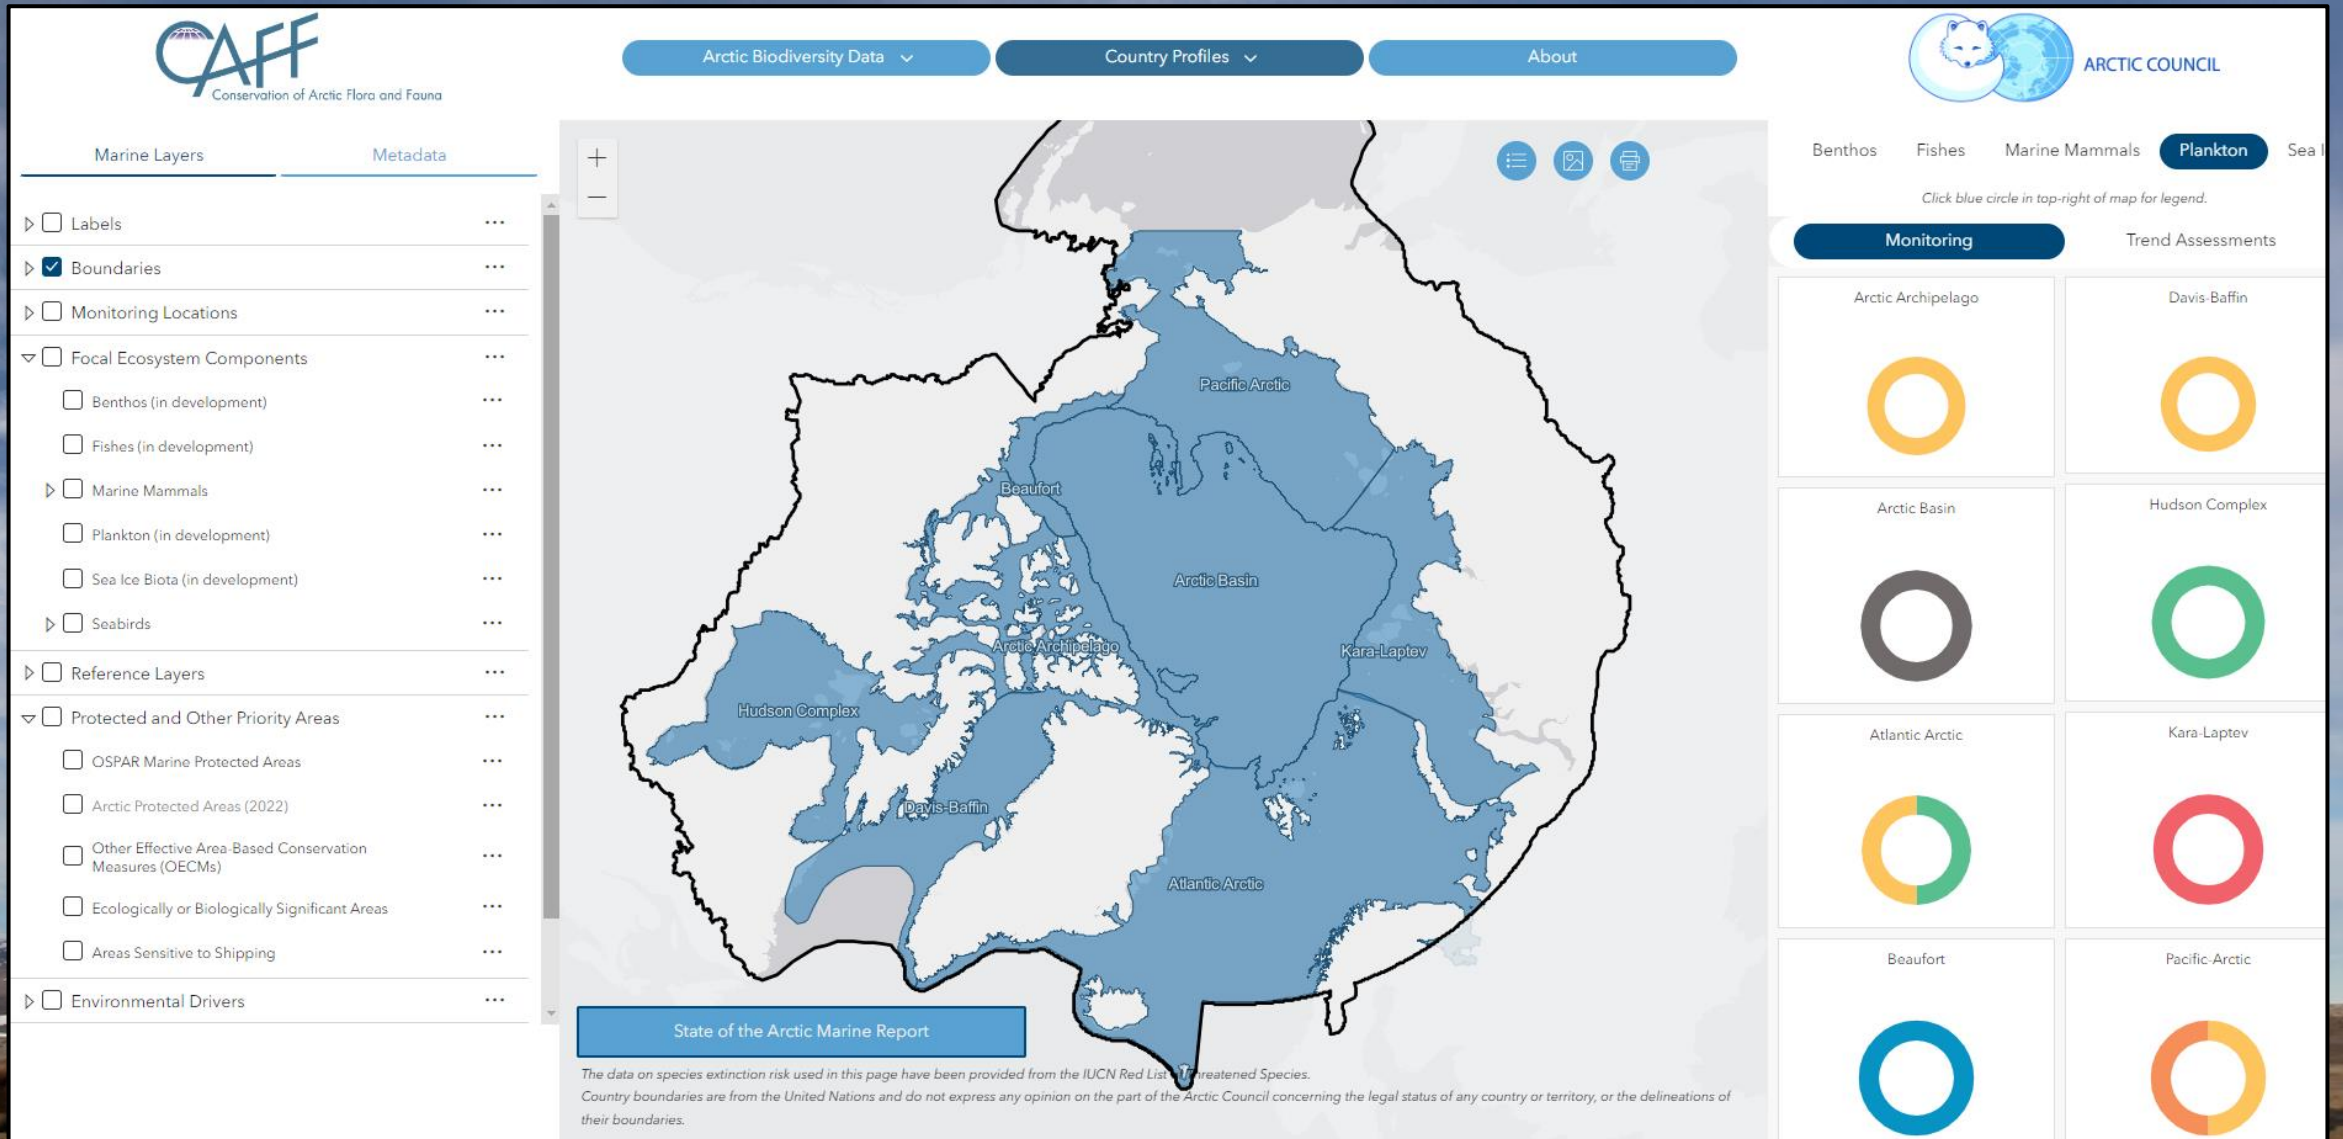 CAFF
Conservation of Arctic Flora and Fauna
Arctic Biodiversity Data
Country Profiles
About
ARCTIC COUNCIL
Marine Layers
Metadata
Labels
Boundaries
Monitoring Locations
Focal Ecosystem Components
Benthos (in development)
Fishes (in development)
Marine Mammals
Plankton (in development)
Sea Ice Biota (in development)
Seabirds
Reference Layers
Protected and Other Priority Areas
OSPAR Marine Protected Areas
Arctic Protected Areas (2022)
Other Effective Area-Based Conservation
Measures (OECMs)
Ecologically or Biologically Significant Areas
Areas Sensitive to Shipping
Environmental Drivers
Pacific Arctic
Beaufort
Arctic Basin
Arctic Archipelago
Kara-Laptev
Hudson Complex
Davis-Baffin
Atlantic Arctic
State of the Arctic Marine Report
The data on species extinction risk used in this page have been provided from the IUCN Red List Threatened Species.
Country boundaries are from the United Nations and do not express any opinion on the part of the Arctic Council concerning the legal status of any country or territory, or the delineations of
their boundaries.
Benthos
Fishes
Marine Mammals
Plankton
Sea
Click blue circle in top-right of map for legend.
Monitoring
Trend Assessments
Arctic Archipelago
Davis-Baffin
Arctic Basin
Hudson Complex
Atlantic Arctic
Kara-Laptev
Beaufort
Pacific-Arctic